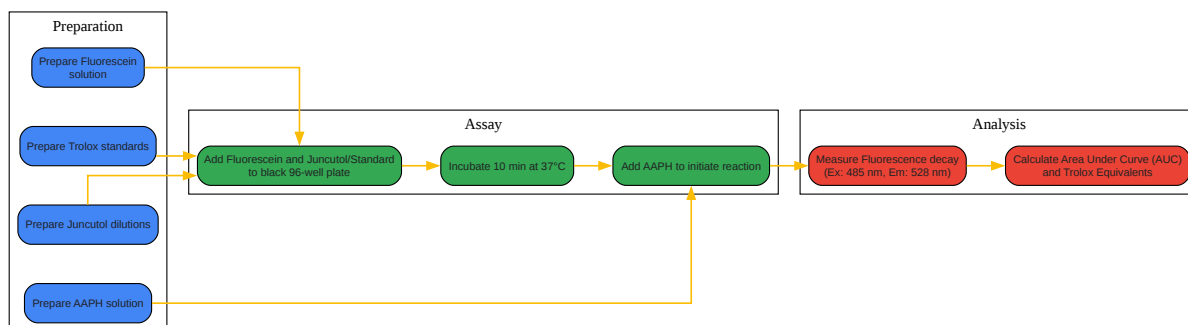 Preparation
Prepare Fluorescein
solution
Prepare Trolox standards
Prepare Juncutol dilutions
Prepare AAPH solution
Assay
Add Fluorescein and Juncutol/Standard
to black 96-well plate
Incubate 10 min at 37°C
Add AAPH to initiate reaction
Analysis
Measure Fluorescence decay
(Ex: 485 nm, Em: 528 nm)
Calculate Area Under Curve (AUC)
and Trolox Equivalents